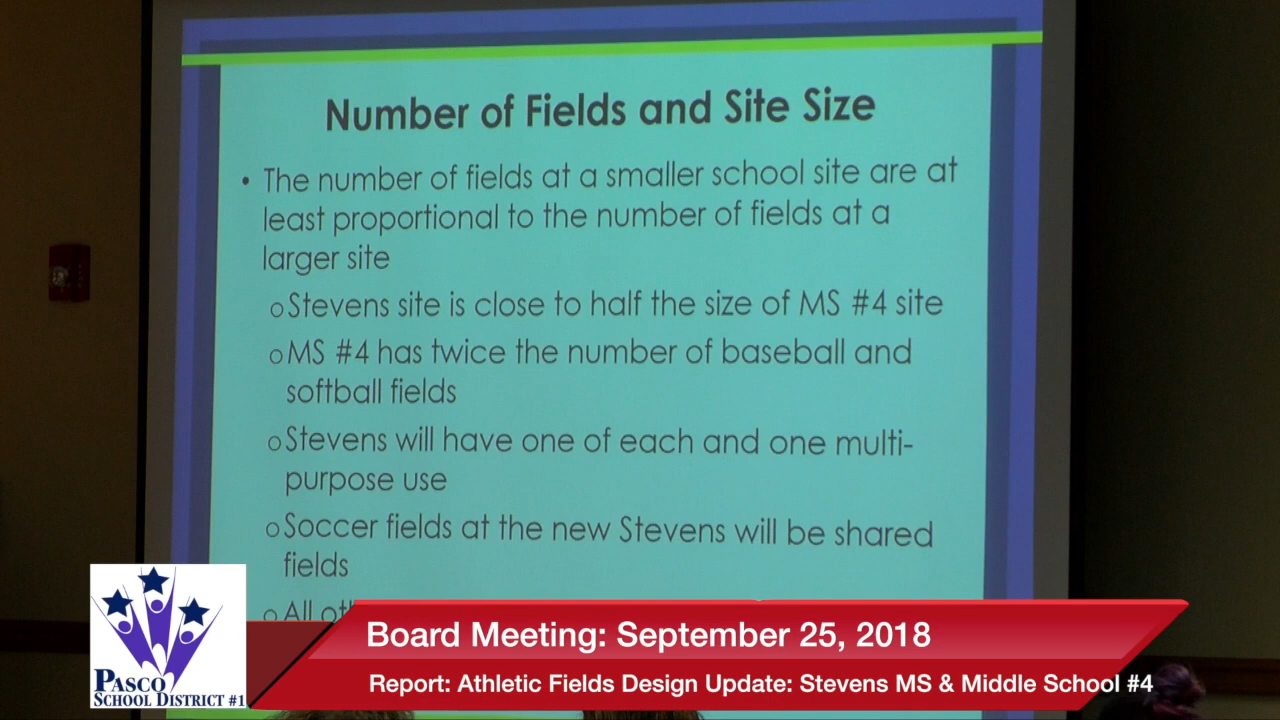 Number of Fields and Site Size
• The number of fields at a smaller school site are at
least proportional to the number of fields at a
larger site
o Stevens site is close to half the size of MS #4 site
o MS #4 has twice the number of baseball and
softball fields
o Stevens will have one of each and one multi-
purpose use
o Soccer fields at the new Stevens will be shared
fields
o All
Board Meeting: September 25, 2018
Report: Athletic Fields Design Update: Stevens MS & Middle School #4
PASCO
SCHOOL DISTRICT #1